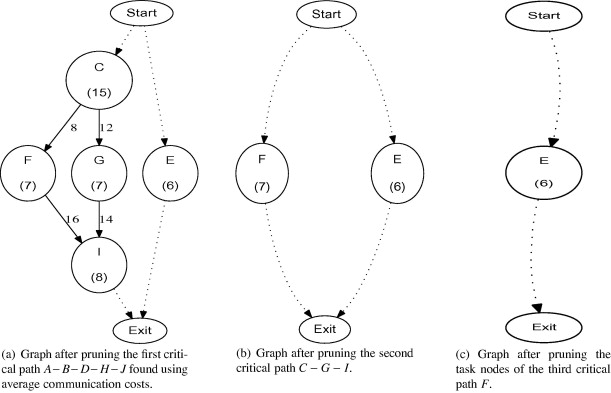 Start
C
(15)
8
12
F
(7)
G
(7)
E
(6)
16
14
I
(8)
Exit
(a) Graph after pruning the first criti-
cal path A−B−D−H−J found using
average communication costs.
Start
F
(7)
E
(6)
Exit
(b) Graph after pruning the second
critical path C − G − I.
Start
E
(6)
Exit
(c) Graph after pruning the
task nodes of the third critical
path F.